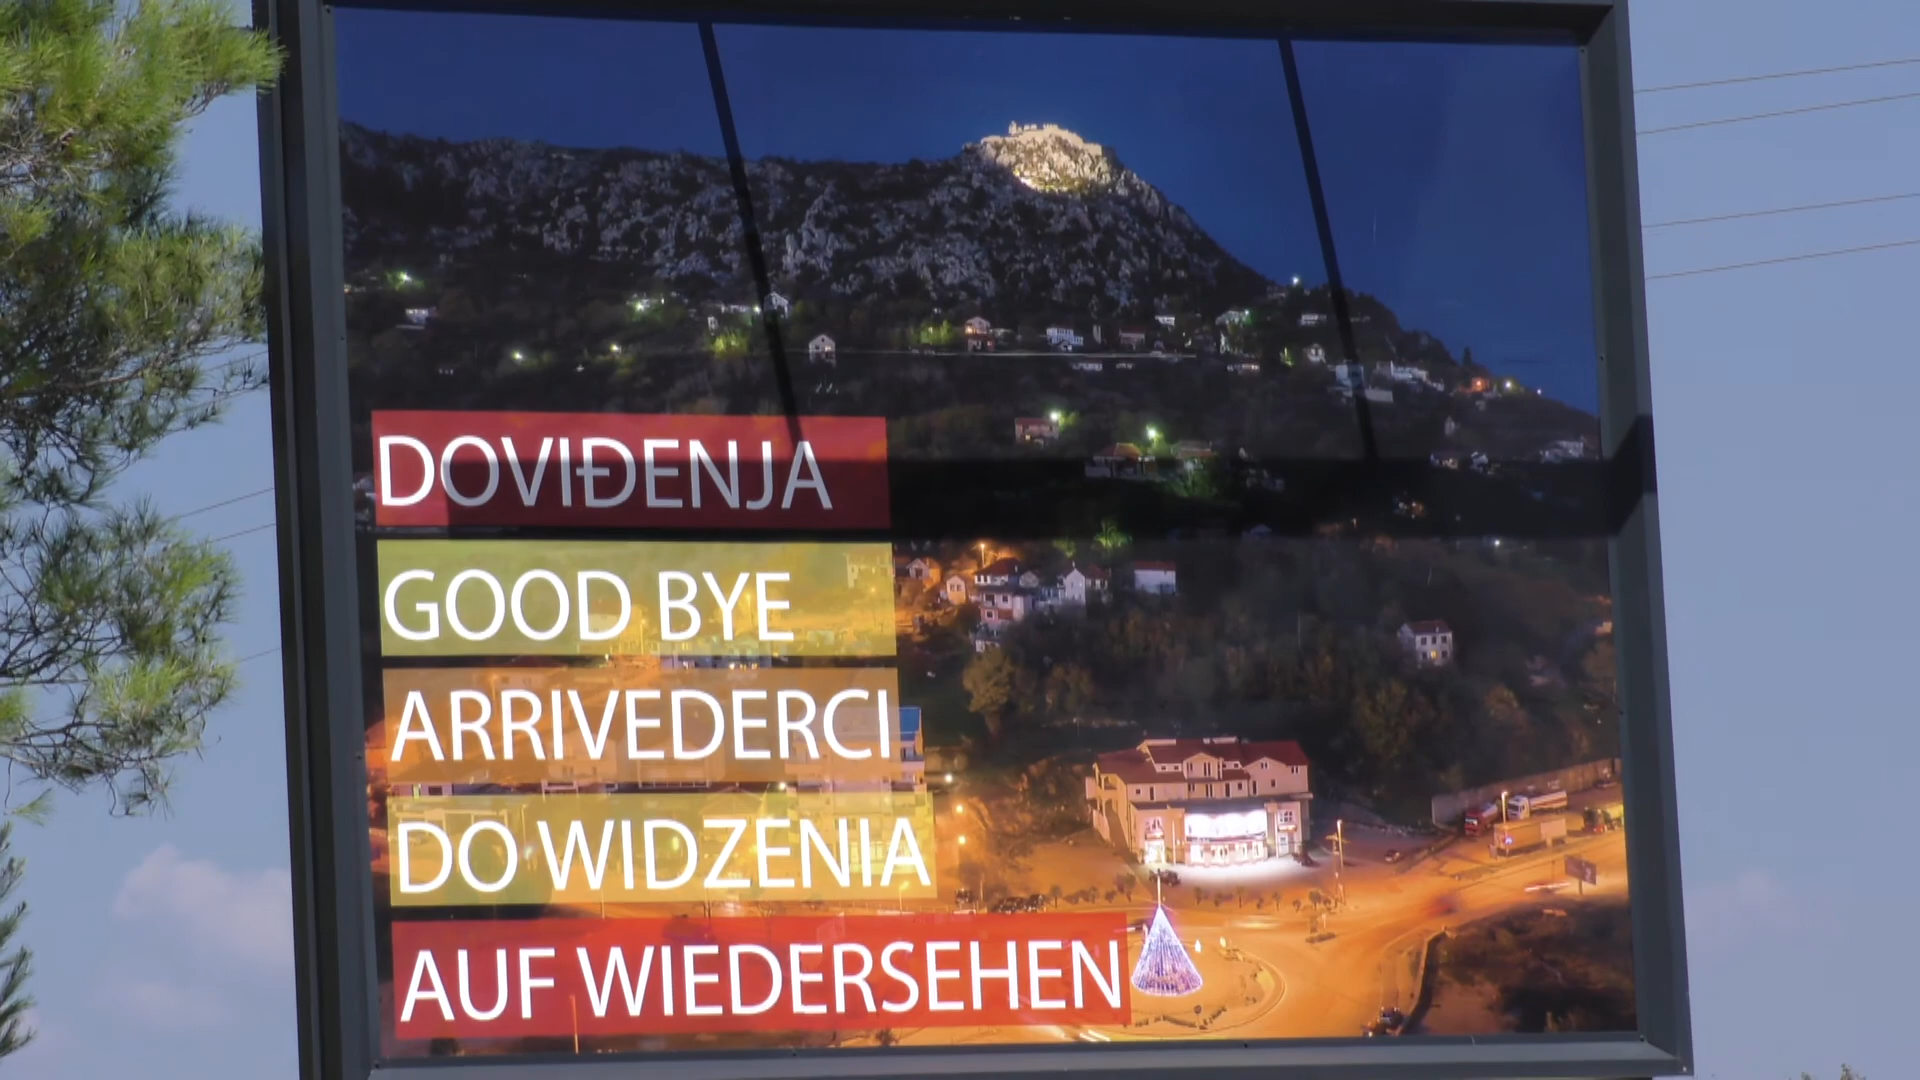 DOVIĐENJA
GOOD BYE
ARRIVEDERCI
DO WIDZENIA
AUF WIEDERSEHEN